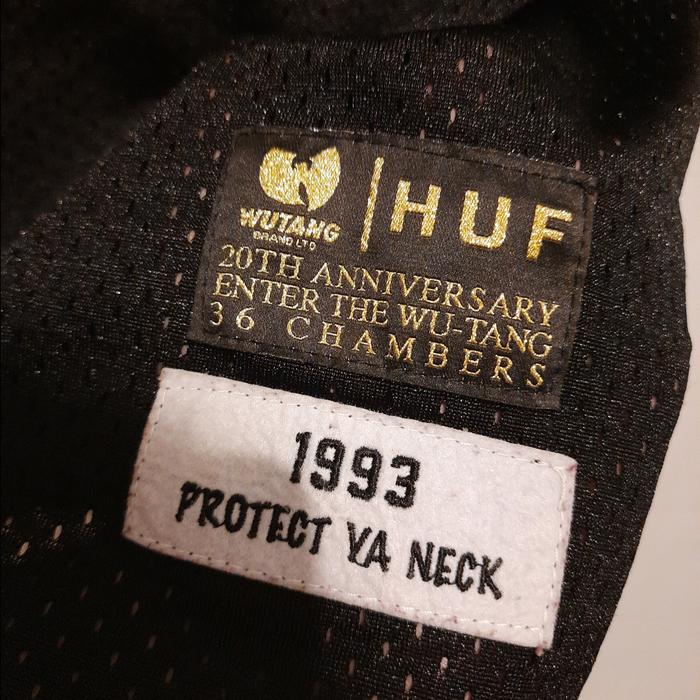 WUTANG
BRAND LTD
HUF
20TH ANNIVERSARY
ENTER THE WU-TANG
36 CHAMBERS
1993
PROTECT YA NECK